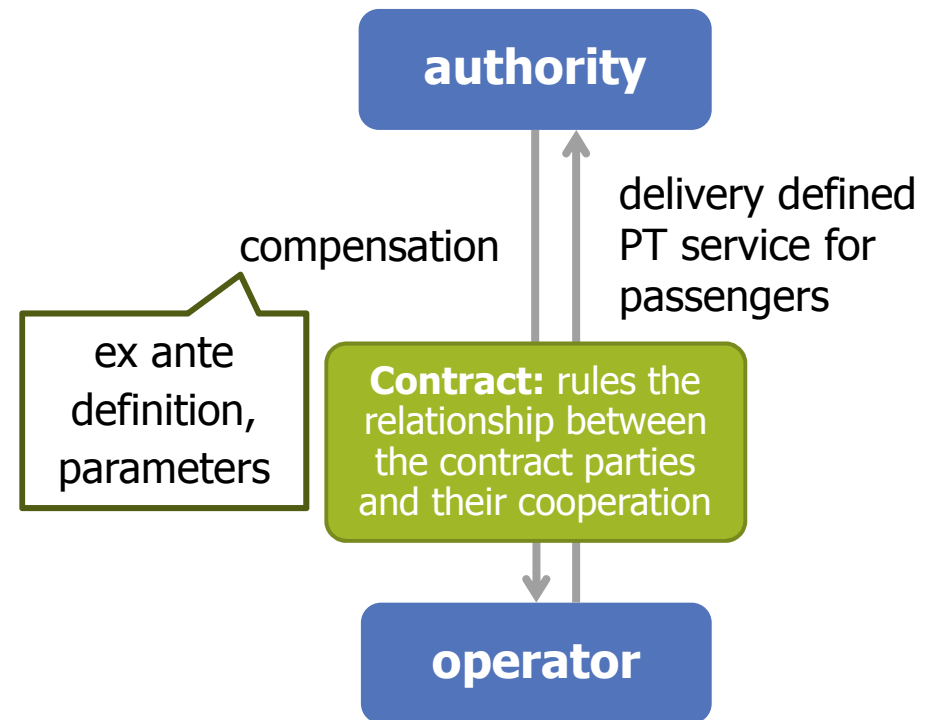 authority
delivery defined
PT service for
passengers
compensation
ex ante
definition,
parameters
Contract: rules the
relationship between
the contract parties
and their cooperation
operator